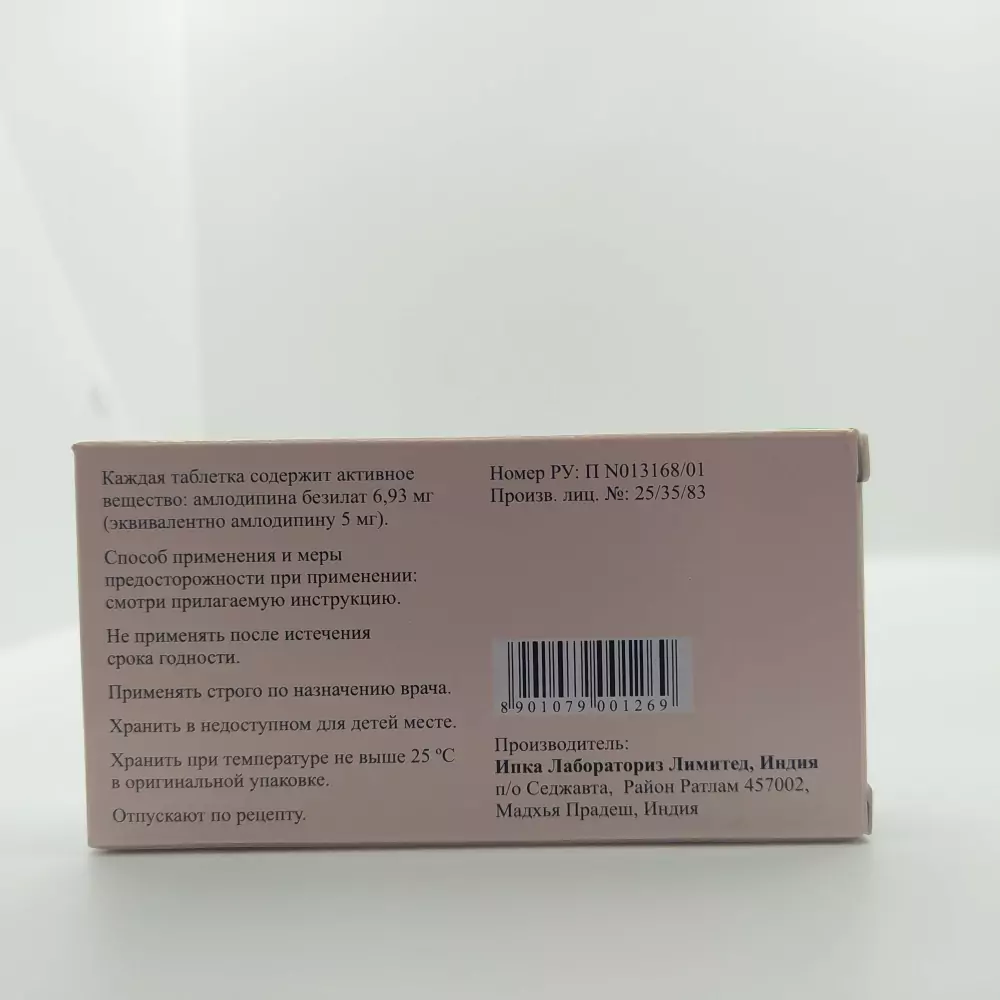 Каждая таблетка содержит активное
вещество: амлодипина безилат 6,93 мг
(эквивалентно амлодипину 5 мг).
Способ применения и меры
предосторожности при применении:
смотри прилагаемую инструкцию.
Не применять после истечения
срока годности.
Применять строго по назначению врача.
Хранить в недоступном для детей месте.
Хранить при температуре не выше 25 °С
в оригинальной упаковке.
Отпускают по рецепту.
Номер РУ: П N013168/01
Произв. лиц. №: 25/35/83
8 901079 001269
Производитель:
Ипка Лабораториз Лимитед, Индия
п/о Седжавта, Район Ратлам 457002,
Мадхья Прадеш, Индия